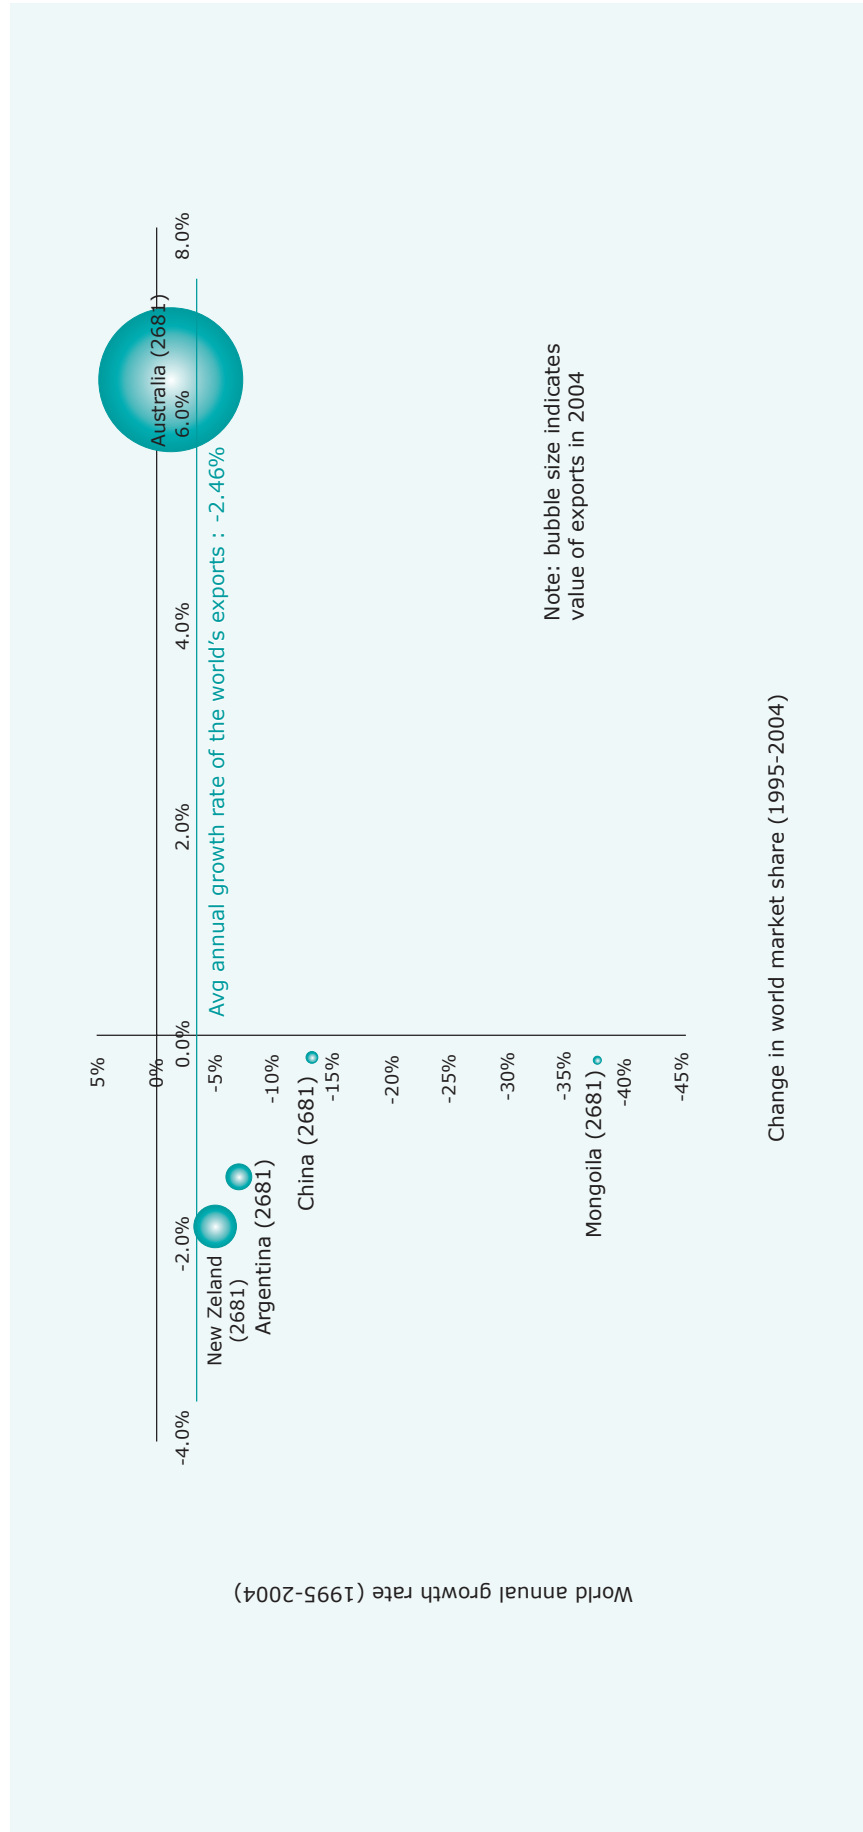 5%
0%
-5%
-10%
-15%
-20%
-25%
-30%
-35%
-40%
-45%
-4.0%
-2.0%
0.0%
2.0%
4.0%
6.0%
8.0%
Australia (2681)
Avg annual growth rate of the world's exports : -2.46%
New Zeland
(2681)
Argentina (2681)
China (2681)
Mongoila (2681)
Note: bubble size indicates
value of exports in 2004
Change in world market share (1995-2004)
World annual growth rate (1995-2004)